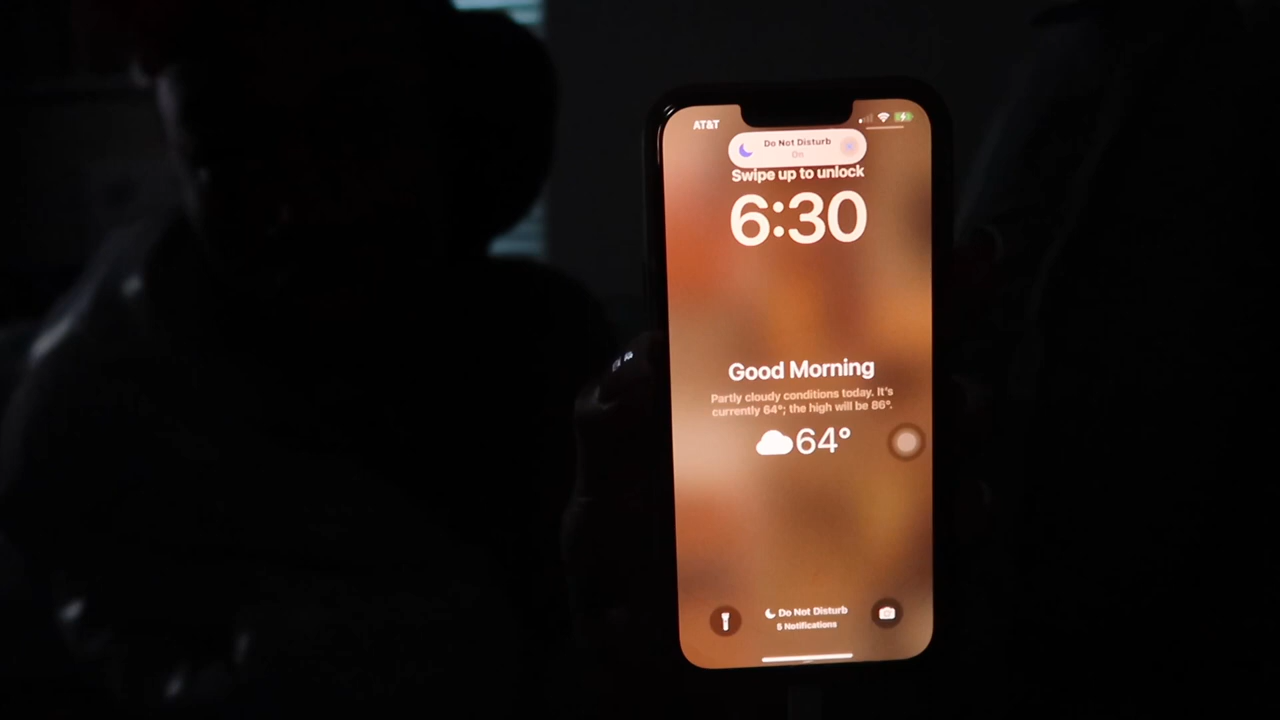 AT&T
Do Not Disturb
On
Swipe up to unlock
6:30
Good Morning
Partly cloudy conditions today. It's
currently 64°; the high will be 86°.
64°
Do Not Disturb
5 Notifications